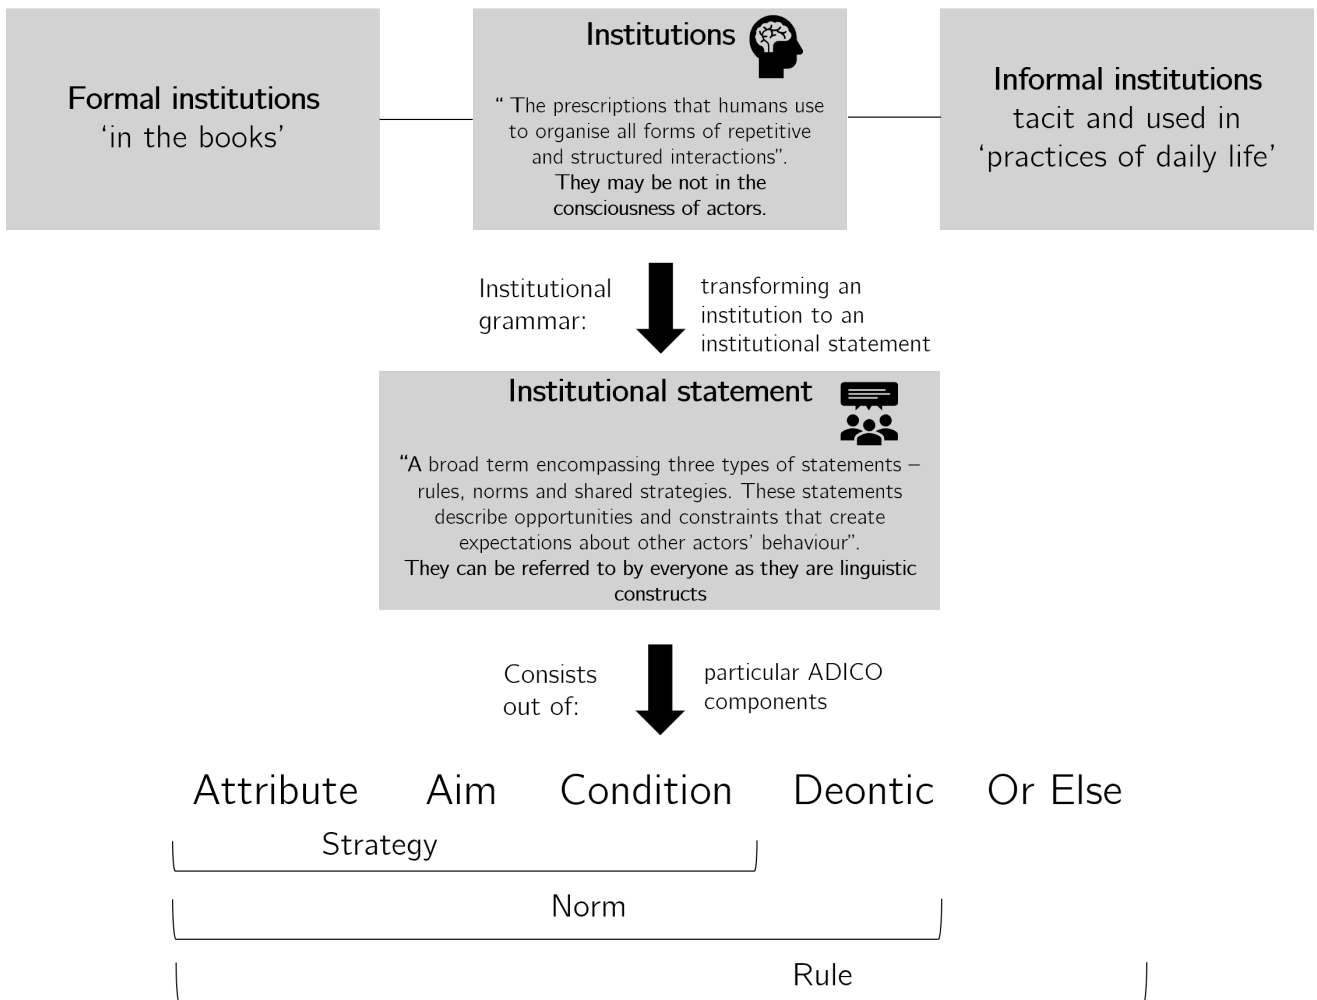 Formal institutions
'in the books'
Institutions
“ The prescriptions that humans use
to organise all forms of repetitive
and structured interactions”.
They may be not in the
consciousness of actors.
Informal institutions
tacit and used in
‘practices of daily life’
Institutional
grammar:
transforming an
institution to an
institutional statement
Institutional statement
“A broad term encompassing three types of statements –
rules, norms and shared strategies. These statements
describe opportunities and constraints that create
expectations about other actors’ behaviour”.
They can be referred to by everyone as they are linguistic
constructs
Consists
out of:
particular ADICO
components
Attribute Aim Condition Deontic Or Else
Strategy
Norm
Rule